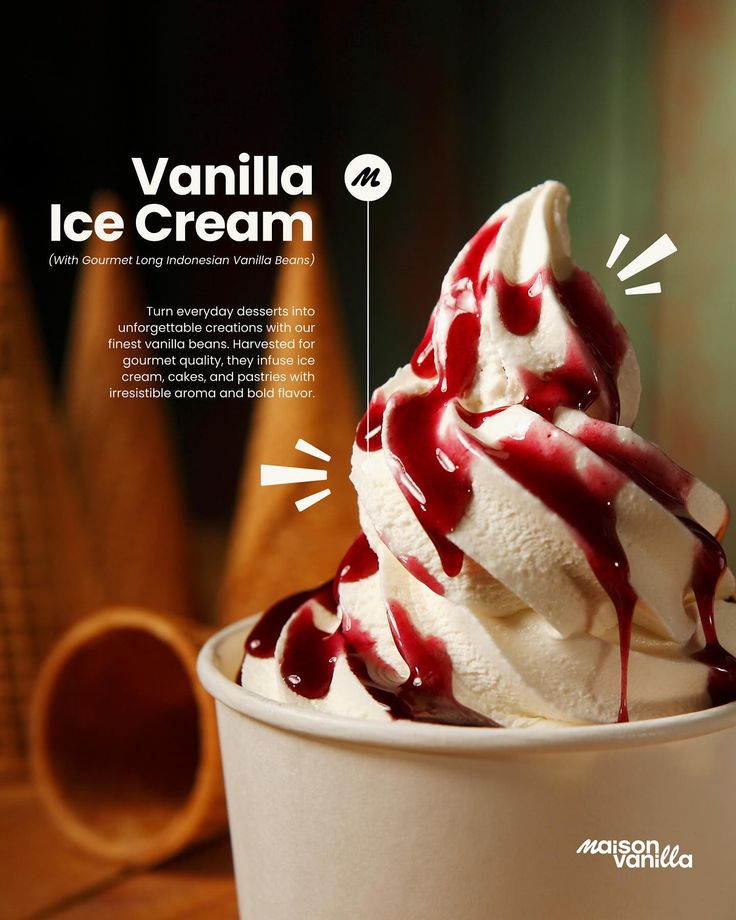 Vanilla
Ice Cream
(With Gourmet Long Indonesian Vanilla Beans)
Turn everyday desserts into
unforgettable creations with our
finest vanilla beans. Harvested for
gourmet quality, they infuse ice
cream, cakes, and pastries with
irresistible aroma and bold flavor.
M
maison
vanilla